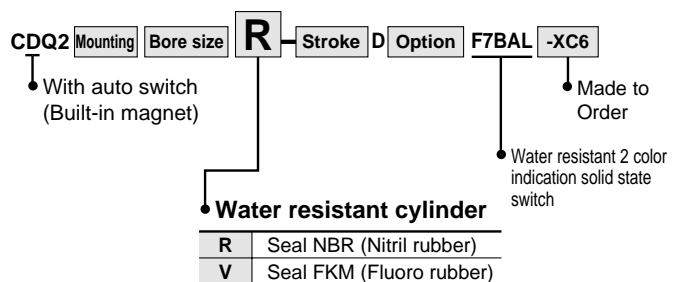 CDQ2 Mounting Bore size R - Stroke D Option F7BAL -XC6
With auto switch
(Built-in magnet)
Made to
Order
Water resistant 2 color
indication solid state
switch
Water resistant cylinder
R Seal NBR (Nitril rubber)
V Seal FKM (Fluoro rubber)